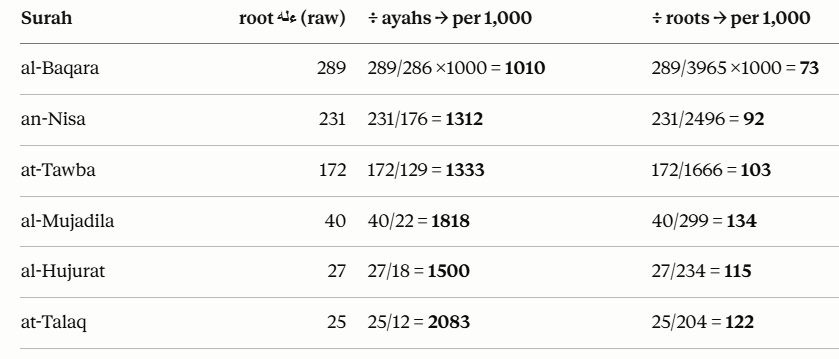 Surah root (raw) ÷ ayahs → per 1,000 ÷ roots → per 1,000
al-Baqara 289 289/286 ×1000 = 1010 289/3965 ×1000 = 73
an-Nisa 231 231/176 = 1312 231/2496 = 92
at-Tawba 172 172/129 = 1333 172/1666 = 103
al-Mujadila 40 40/22 = 1818 40/299 = 134
al-Hujurat 27 27/18 = 1500 27/234 = 115
at-Talaq 25 25/12 = 2083 25/204 = 122